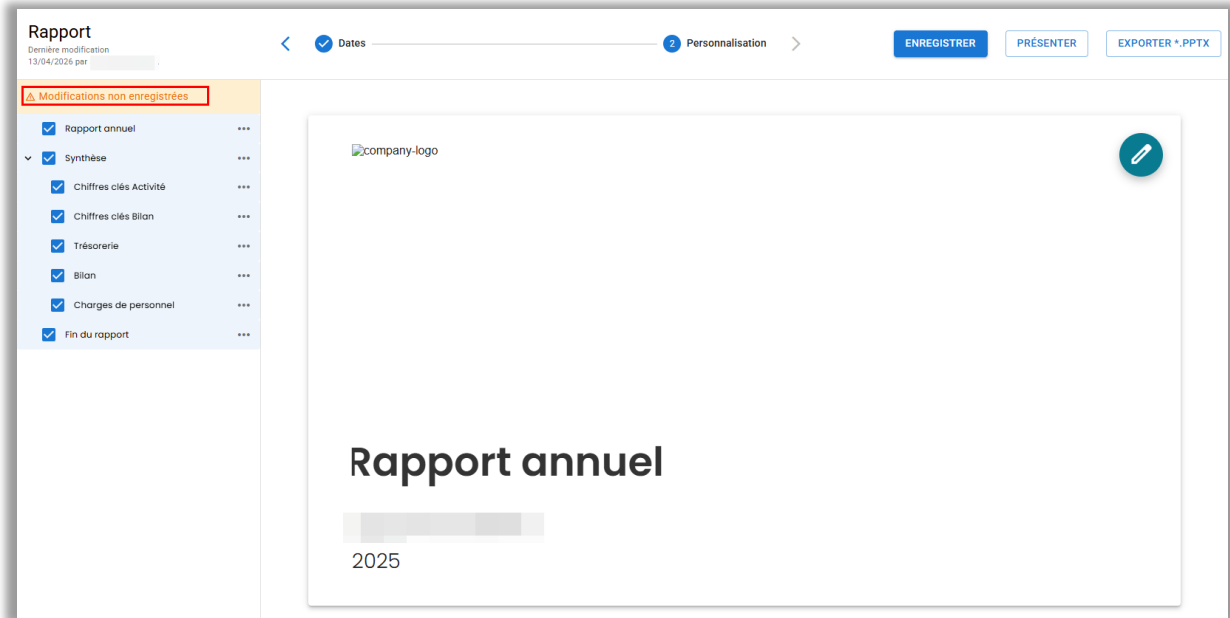 Rapport
Dernière modification
13/04/2026 par .
Dates
2 Personnalisation
ENREGISTRER
PRÉSENTER
EXPORTER *.PPTX
Modifications non enregistrées
Rapport annuel
Synthèse
Chiffres clés Activité
Chiffres clés Bilan
Trésorerie
Bilan
Charges de personnel
Fin du rapport
company-logo
Rapport annuel
2025